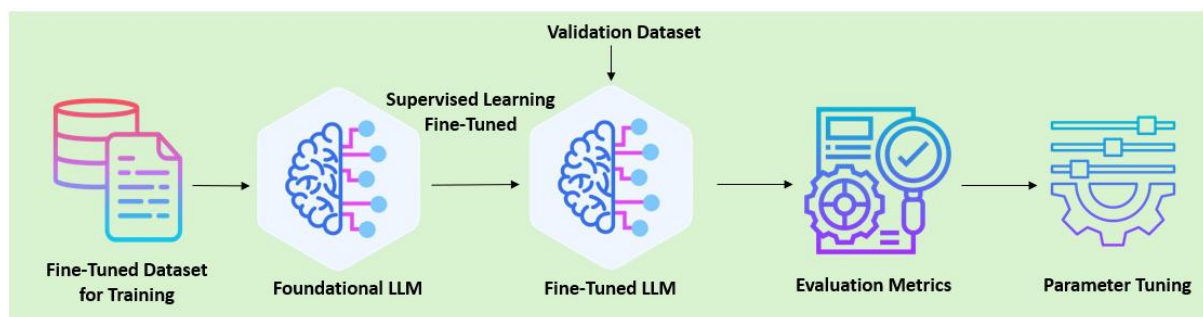 Validation Dataset
Supervised Learning
Fine-Tuned
Fine-Tuned Dataset
for Training
Foundational LLM
Fine-Tuned LLM
Evaluation Metrics
Parameter Tuning